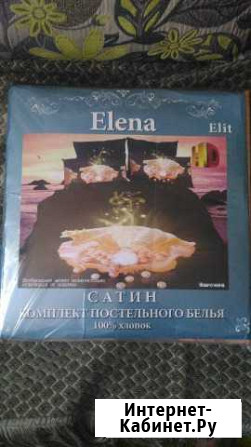 Elena
Elit
САТИН
КОМПЛЕКТ ПОСТЕЛЬНОГО БЕЛЬЯ
100% хлопок
Интернет-
Кабинет.Ру